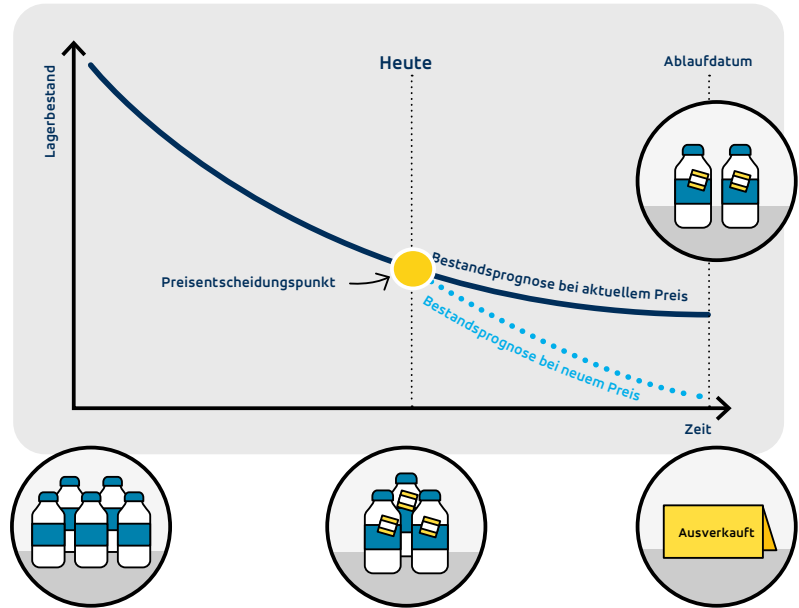 Heute
Ablaufdatum
Lagerbestand
Bestandsprognose bei aktuellem Preis
Preisentscheidungspunkt
Bestandsprognose bei neuem Preis
Zeit
Ausverkauft